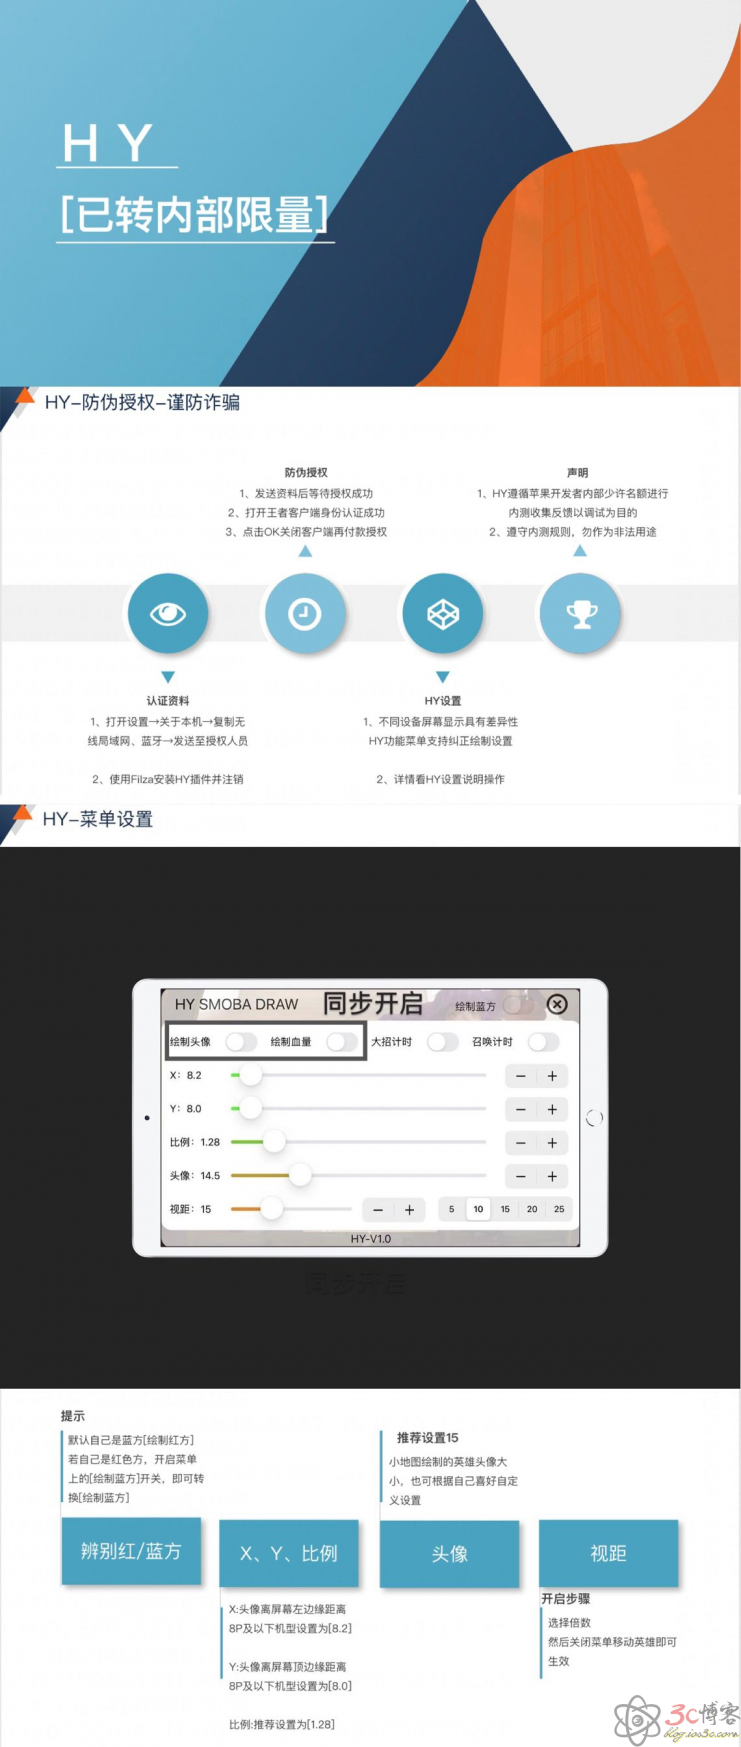 HY
[已转内部限量]
HY-防伪授权-谨防诈骗
防伪授权
1、发送资料后等待授权成功
2、打开王者客户端身份认证成功
3、点击OK关闭客户端再付款授权
声明
1、HY遵循苹果开发者内部少许名额进行
内测收集反馈以调试为目的
2、遵守内测规则，勿作为非法用途
认证资料
1、打开设置→关于本机→复制无
线局域网、蓝牙→发送至授权人员
2、使用Filza安装HY插件并注销
HY设置
1、不同设备屏幕显示具有差异性
HY功能菜单支持纠正绘制设置
2、详情看HY设置说明操作
HY-菜单设置
HY SMOBA DRAW 同步开启 绘制蓝方
绘制头像 绘制血量 大招计时 召唤计时
X: 8.2 − +
Y: 8.0 − +
比例: 1.28 − +
头像: 14.5 − +
视距: 15 − + 5 10 15 20 25
HY-V1.0
同步开启
提示
默认自己是蓝方[绘制红方]
若自己是红色方，开启菜单
上的[绘制蓝方]开关，即可转
换[绘制蓝方]
推荐设置15
小地图绘制的英雄头像大
小，也可根据自己喜好自定
义设置
辨别红/蓝方
X、Y、比例
头像
视距
X:头像离屏幕左边缘距离
8P及以下机型设置为[8.2]
Y:头像离屏幕顶边缘距离
8P及以下机型设置为[8.0]
比例:推荐设置为[1.28]
开启步骤
选择倍数
然后关闭菜单移动英雄即可
生效
3c博客
blog.ios3c.com